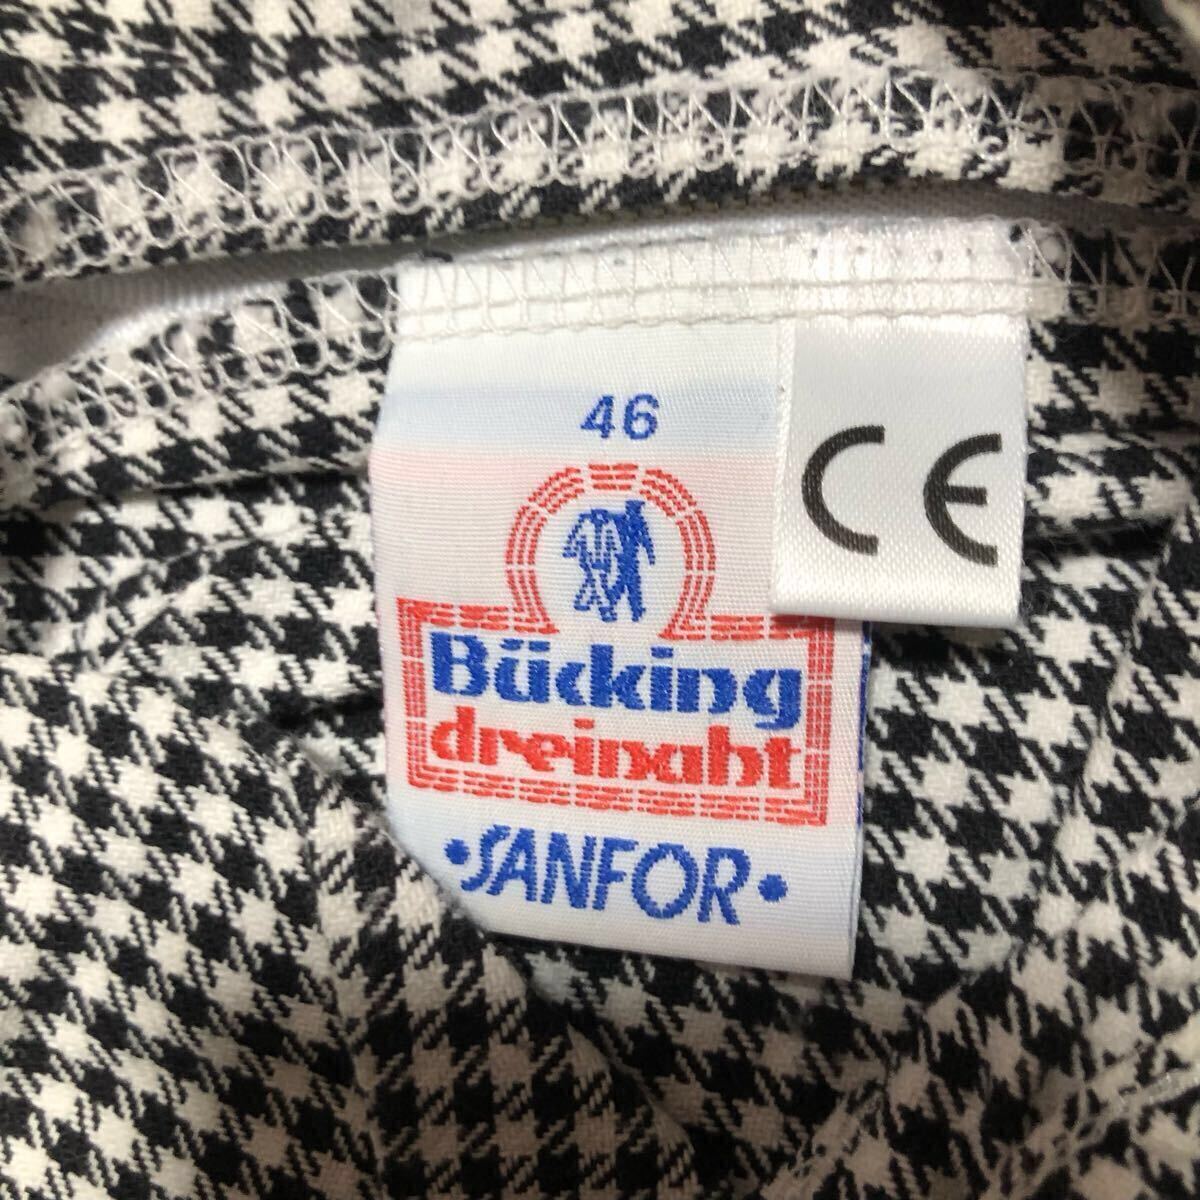 46
CE
Bücking
dreinaht
•SANFOR•